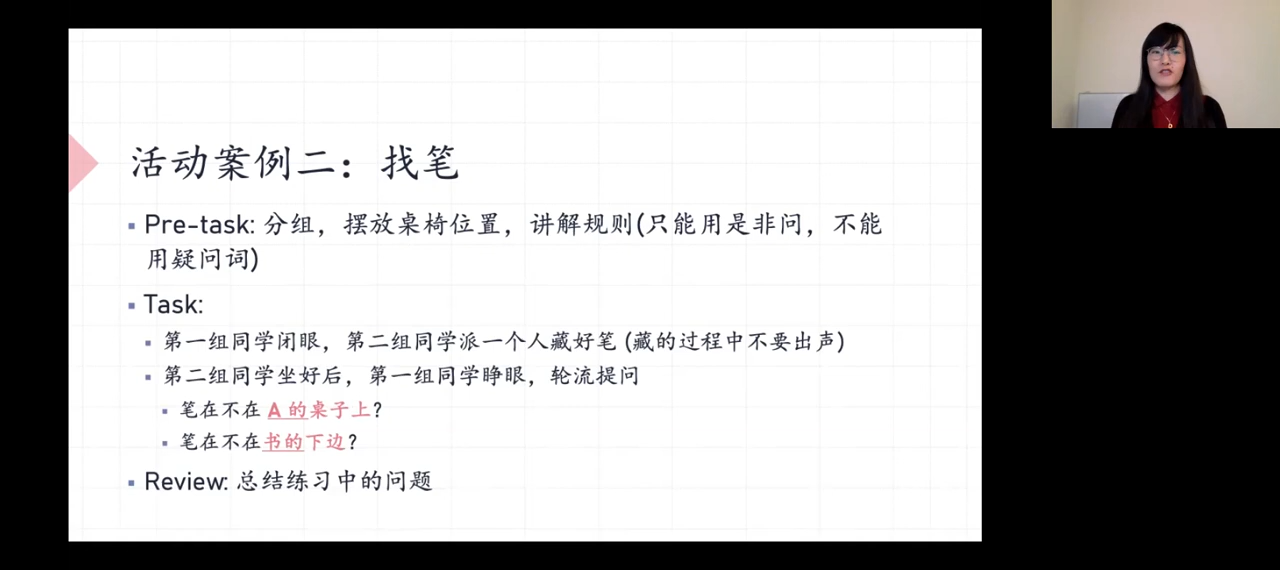 活动案例二：找笔
Pre-task: 分组，摆放桌椅位置，讲解规则(只能用是非问，不能
用疑问词)
Task:
第一组同学闭眼，第二组同学派一个人藏好笔 (藏的过程中不要出声)
第二组同学坐好后，第一组同学睁眼，轮流提问
笔在不在 A 的桌子上?
笔在不在书的下边?
Review: 总结练习中的问题